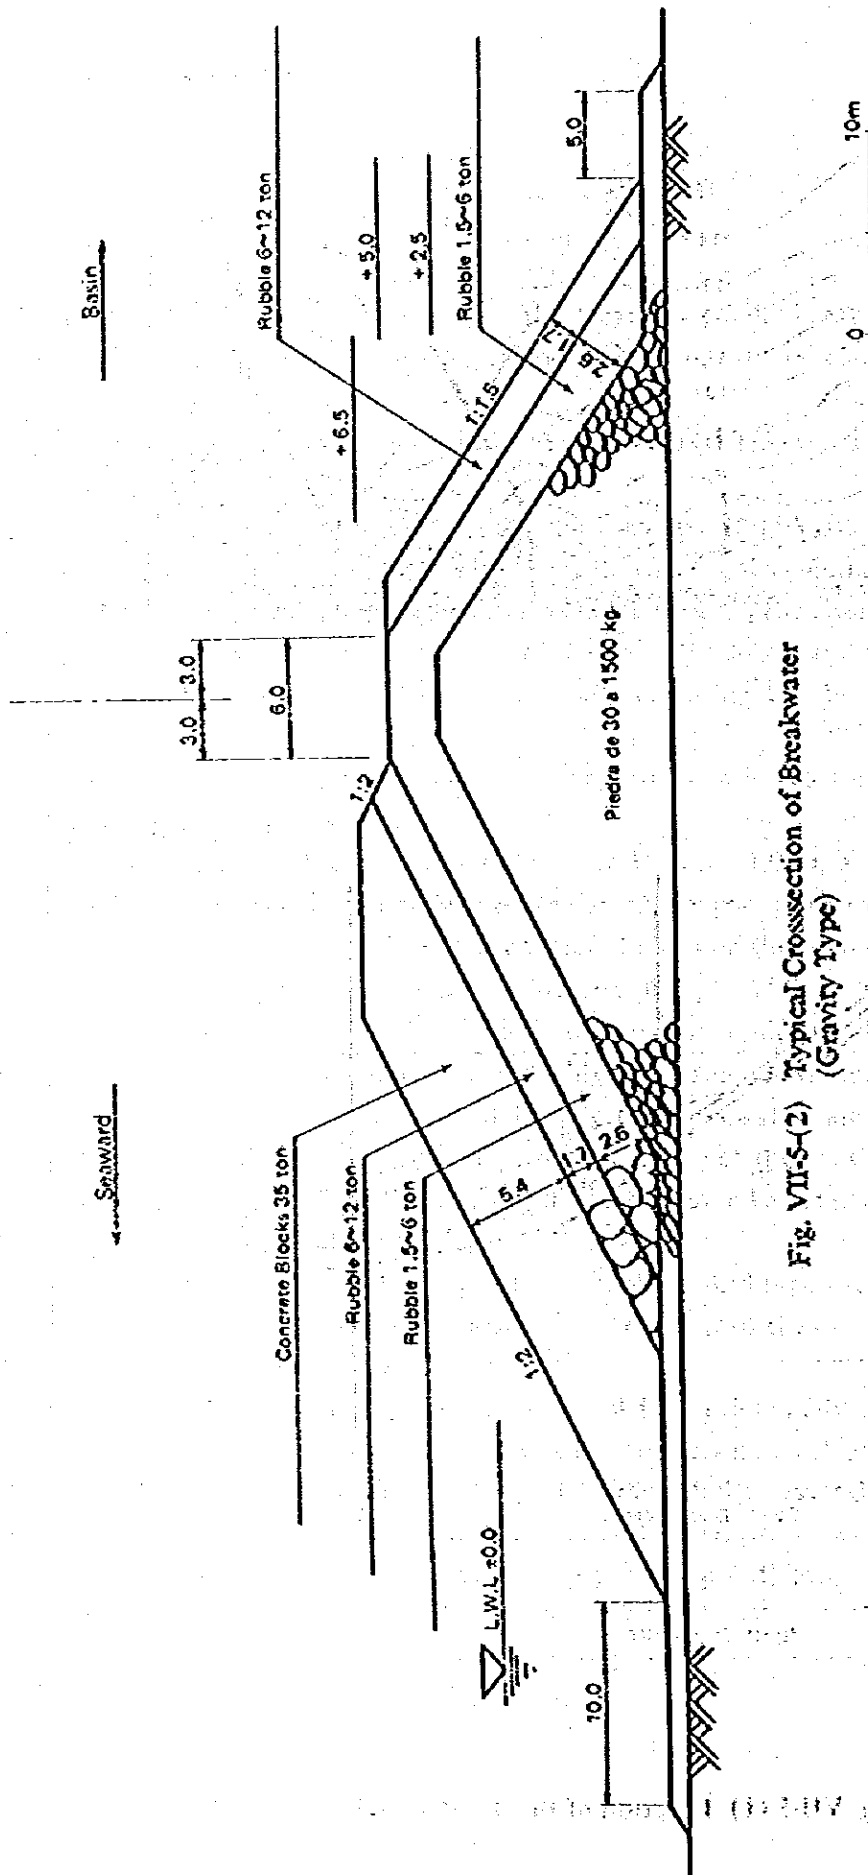 Seaward
Basin
3.0 3.0
6.0
Concrete Blocks 35 ton
Rubble 6~12 ton
Rubble 1.5~6 ton
Rubble 6~12 ton
+6.5
+5.0
+2.5
Rubble 1.5~6 ton
1:2
1:1.5
1.7
2.6
5.4
1.7
2.6
1:2
L.W.L ±0.0
10.0
5.0
Piedra de 30 a 1500 kg
0 10m
Fig. VII-5-(2) Typical Crosssection of Breakwater
(Gravity Type)